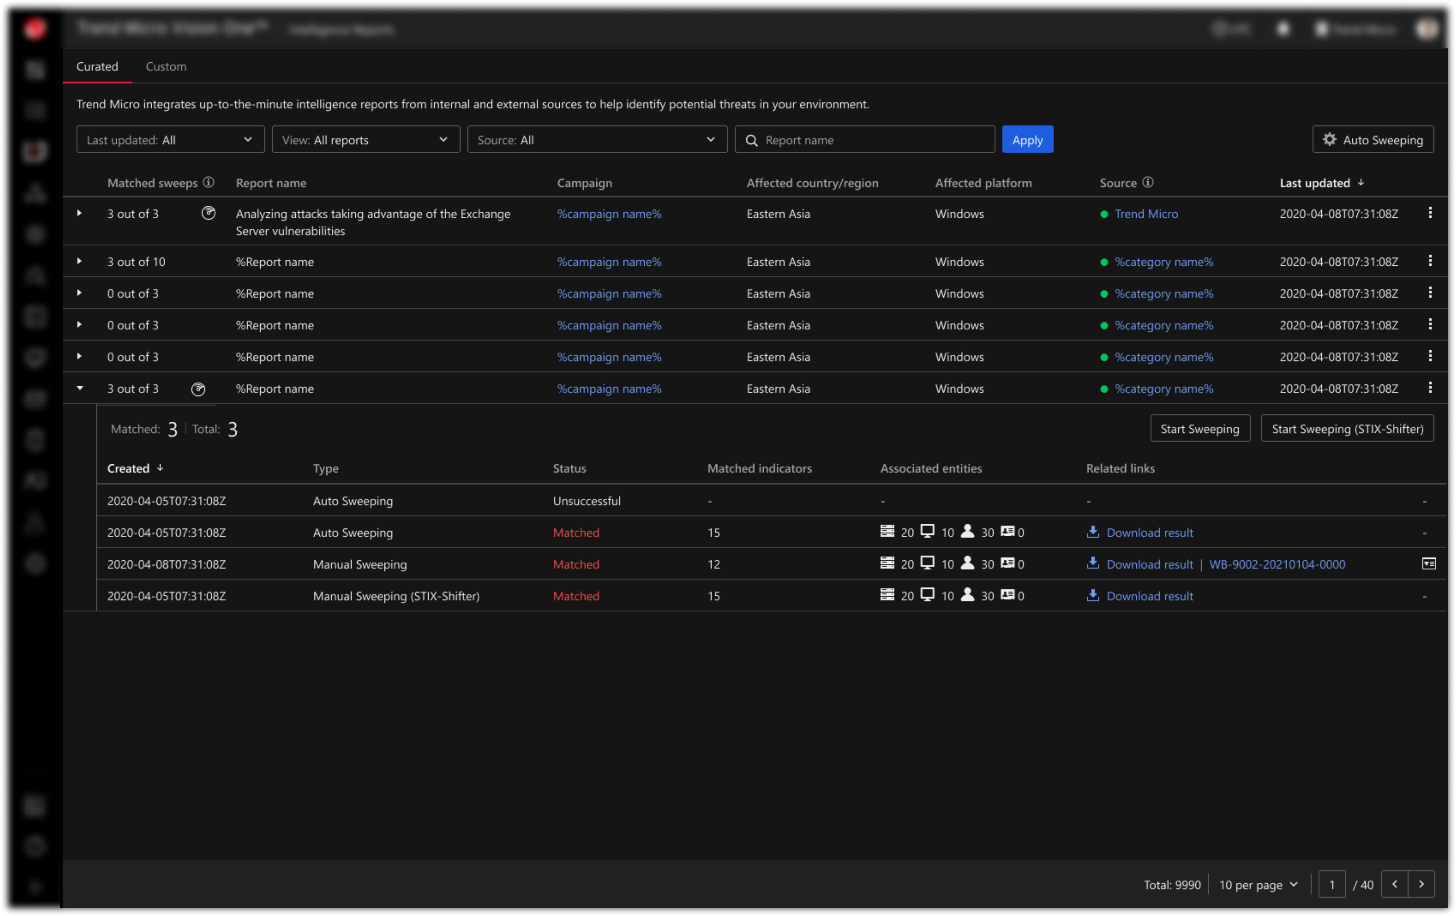 Trend Micro Vision One™ Intelligence Reports
Trend Micro
Curated Custom
Trend Micro integrates up-to-the-minute intelligence reports from internal and external sources to help identify potential threats in your environment.
Last updated: All View: All reports Source: All Report name Apply Auto Sweeping
Matched sweeps Report name Campaign Affected country/region Affected platform Source Last updated
3 out of 3 Analyzing attacks taking advantage of the Exchange %campaign name% Eastern Asia Windows Trend Micro 2020-04-08T07:31:08Z
Server vulnerabilities
3 out of 10 %Report name %campaign name% Eastern Asia Windows %category name% 2020-04-08T07:31:08Z
0 out of 3 %Report name %campaign name% Eastern Asia Windows %category name% 2020-04-08T07:31:08Z
0 out of 3 %Report name %campaign name% Eastern Asia Windows %category name% 2020-04-08T07:31:08Z
0 out of 3 %Report name %campaign name% Eastern Asia Windows %category name% 2020-04-08T07:31:08Z
3 out of 3 %Report name %campaign name% Eastern Asia Windows %category name% 2020-04-08T07:31:08Z
Matched: 3 Total: 3 Start Sweeping Start Sweeping (STIX-Shifter)
Created Type Status Matched indicators Associated entities Related links
2020-04-05T07:31:08Z Auto Sweeping Unsuccessful - - - -
2020-04-05T07:31:08Z Auto Sweeping Matched 15 20 10 30 0 Download result -
2020-04-08T07:31:08Z Manual Sweeping Matched 12 20 10 30 0 Download result | WB-9002-20210104-0000
2020-04-05T07:31:08Z Manual Sweeping (STIX-Shifter) Matched 15 20 10 30 0 Download result -
Total: 9990 10 per page 1 / 40